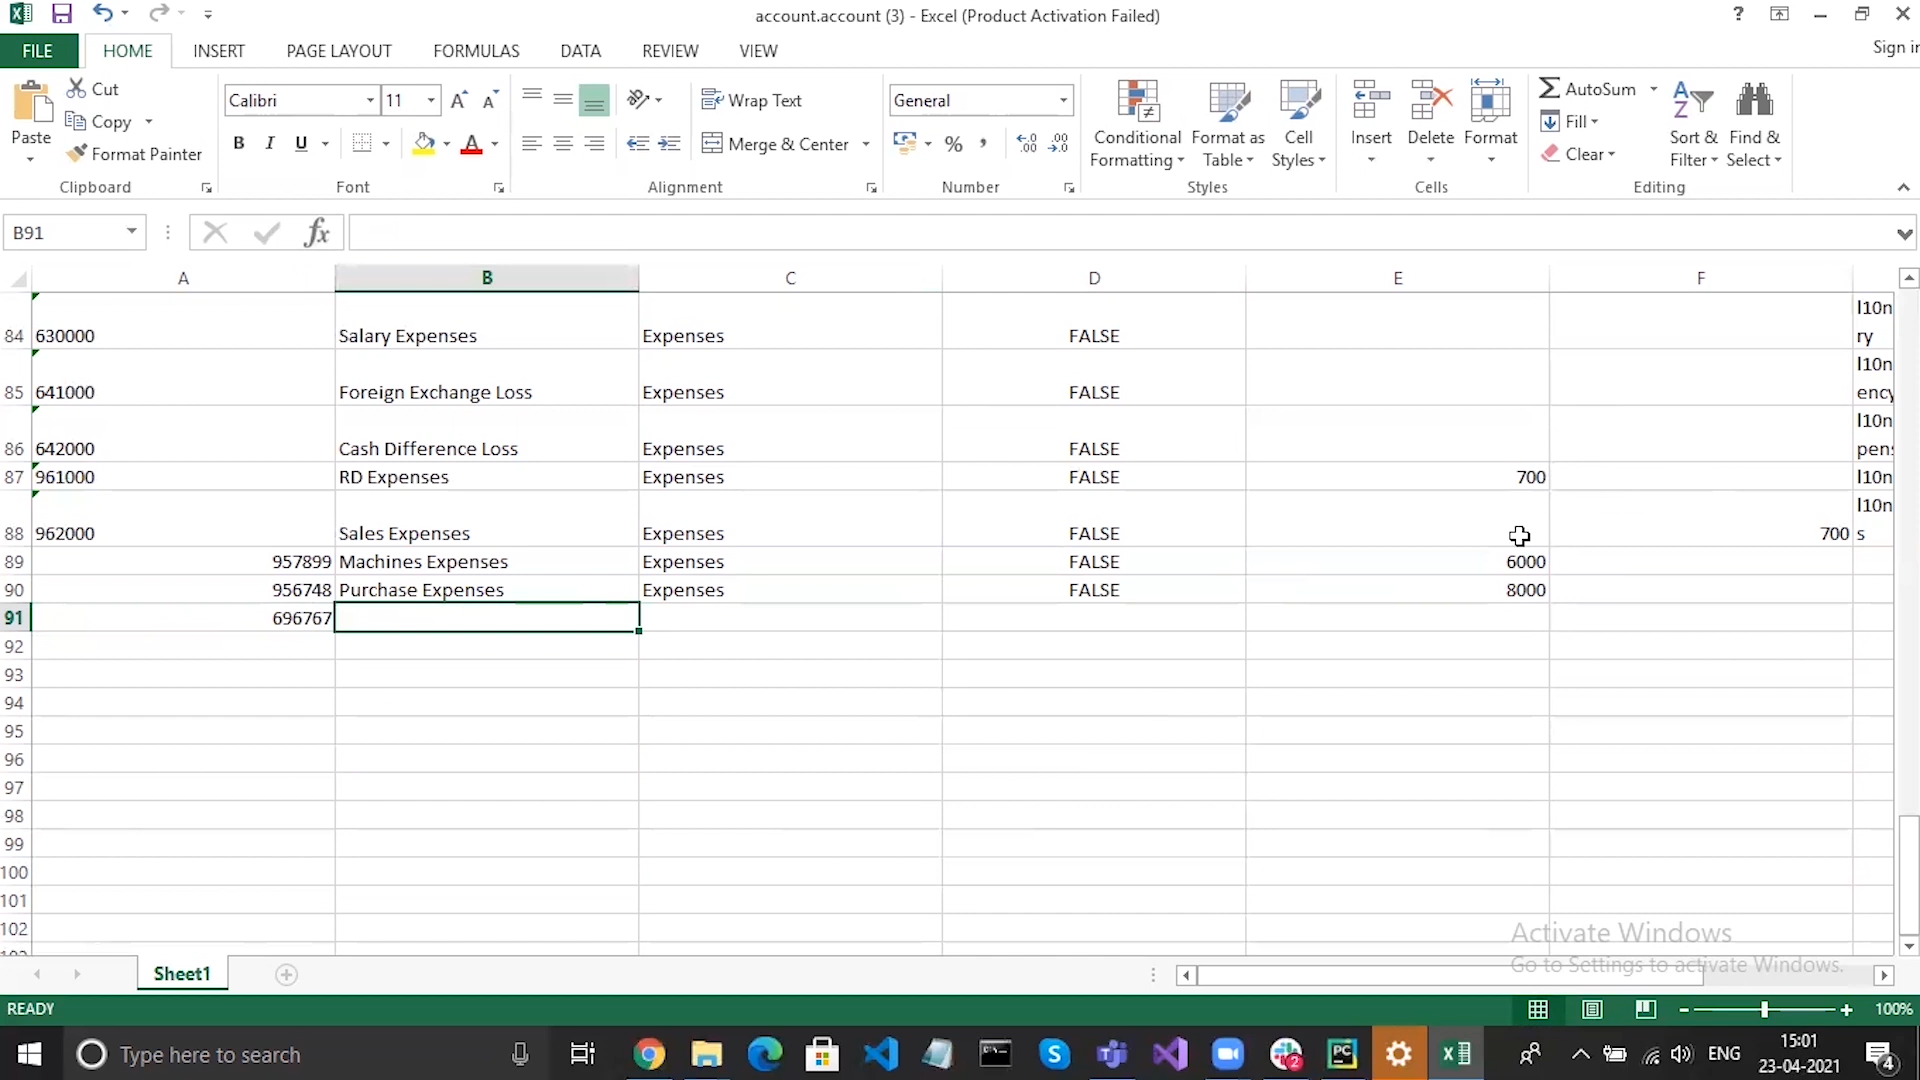 account.account (3) - Excel (Product Activation Failed)
?
FILE HOME INSERT PAGE LAYOUT FORMULAS DATA REVIEW VIEW
Sign in
Paste
Cut
Copy
Format Painter
Clipboard
Calibri 11
B I U
Font
Wrap Text
Merge & Center
Alignment
General
% ,
Number
Conditional Formatting
Format as Table
Cell Styles
Styles
Insert
Delete
Format
Cells
AutoSum
Fill
Clear
Sort & Filter
Find & Select
Editing
B91
fx
A B C D E F
l10n
84 630000 Salary Expenses Expenses FALSE ry
l10n
85 641000 Foreign Exchange Loss Expenses FALSE ency
l10n
86 642000 Cash Difference Loss Expenses FALSE pens
87 961000 RD Expenses Expenses FALSE 700 l10n
l10n
88 962000 Sales Expenses Expenses FALSE 700 s
89 957899 Machines Expenses Expenses FALSE 6000
90 956748 Purchase Expenses Expenses FALSE 8000
91 696767
92
93
94
95
96
97
98
99
100
101
102
Activate Windows
Go to Settings to activate Windows.
Sheet1
READY
100%
Type here to search
2
PC
ENG
15:01
23-04-2021
4